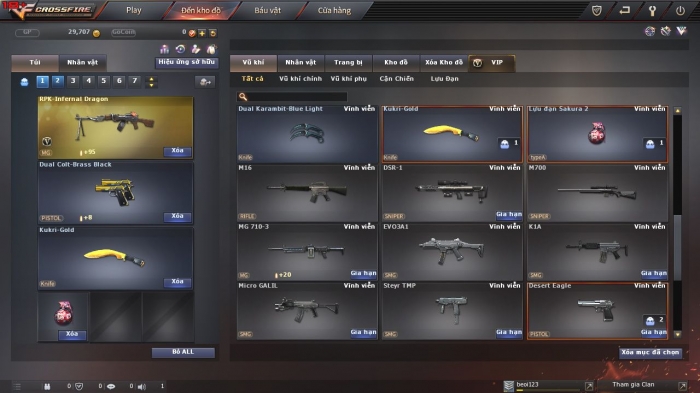 CROSSFIRE Play Đến kho đồ Báu vật Cửa hàng
GP 29,707 GoCoin 0
Túi Nhân vật Hiệu ứng sở hữu
1 2 3 4 5 6 7
RPK-Infernal Dragon
MG +95 Xóa
Dual Colt-Brass Black
PISTOL +8 Xóa
Kukri-Gold
Knife Xóa
Xóa
Bỏ ALL
Vũ khí Nhân vật Trang bị Kho đồ Xóa Kho đồ VIP
Tất cả Vũ khí chính Vũ khí phụ Cận Chiến Lựu Đạn
Dual Karambit-Blue Light Vĩnh viễn
Knife
Kukri-Gold Vĩnh viễn
1
Knife
Lựu đạn Sakura 2 Vĩnh viễn
1
typeA
M16 Vĩnh viễn
RIFLE
DSR-1 Vĩnh viễn
SNIPER Gia hạn
M700 Vĩnh viễn
SNIPER
MG 710-3 Vĩnh viễn
MG +20 Gia hạn
EVO3A1 Vĩnh viễn
SMG
K1A Vĩnh viễn
SMG Gia hạn
Micro GALIL Vĩnh viễn
SMG Gia hạn
Steyr TMP Vĩnh viễn
SMG Gia hạn
Desert Eagle Vĩnh viễn
2
PISTOL Gia hạn
Xóa mục đã chọn
0 0 0 1 beoi123 Tham gia Clan